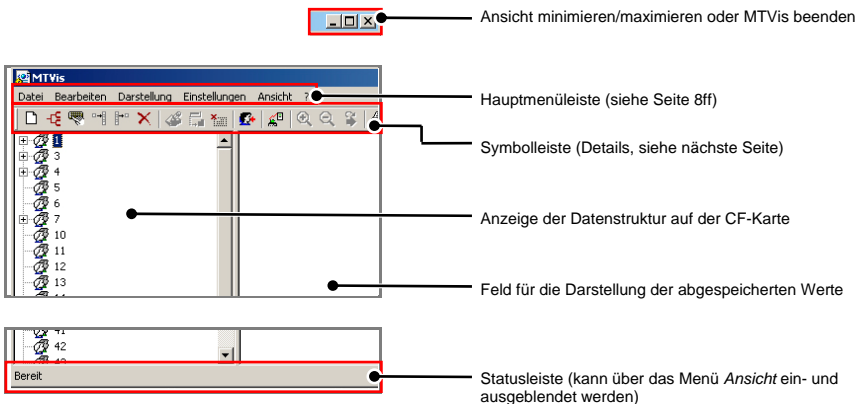 Ansicht minimieren/maximieren oder MTVis beenden
MTVis
Datei Bearbeiten Darstellung Einstellungen Ansicht ?
Hauptmenüleiste (siehe Seite 8ff)
Symbolleiste (Details, siehe nächste Seite)
1
3
4
5
6
7
10
11
12
13
Anzeige der Datenstruktur auf der CF-Karte
Feld für die Darstellung der abgespeicherten Werte
42
Bereit
Statusleiste (kann über das Menü Ansicht ein- und
ausgeblendet werden)